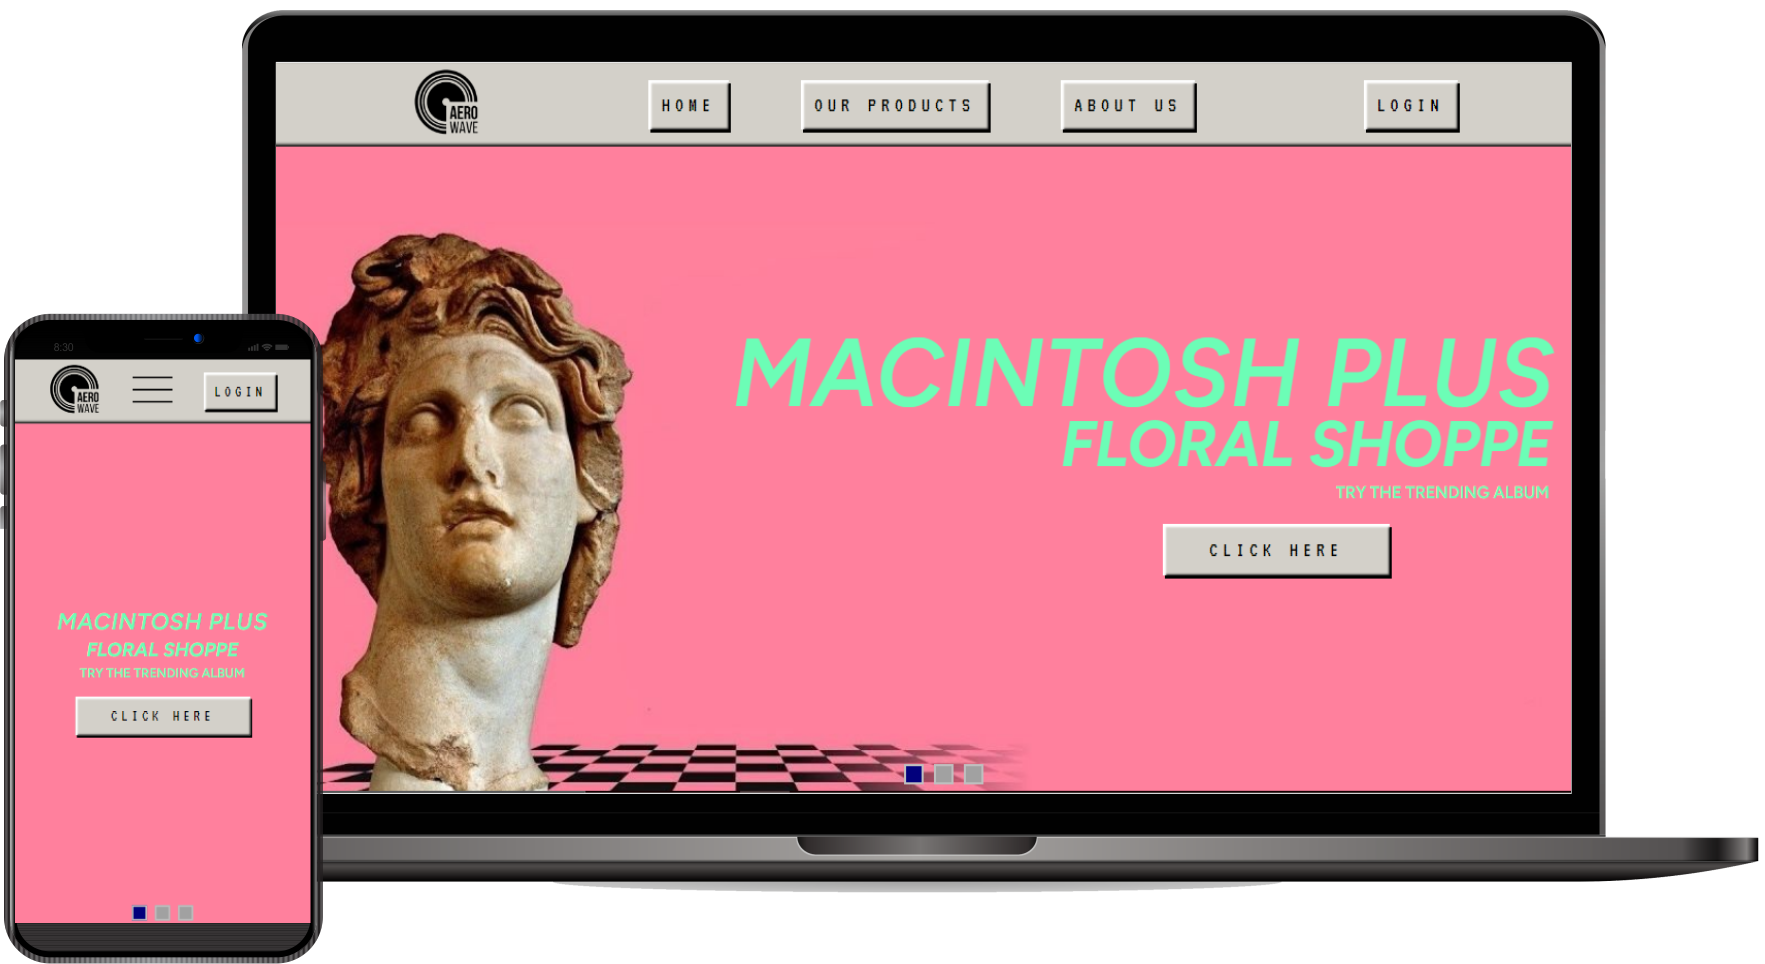 AERO
WAVE
HOME
OUR PRODUCTS
ABOUT US
LOGIN
MACINTOSH PLUS
FLORAL SHOPPE
TRY THE TRENDING ALBUM
CLICK HERE
8:30
AERO
WAVE
LOGIN
MACINTOSH PLUS
FLORAL SHOPPE
TRY THE TRENDING ALBUM
CLICK HERE